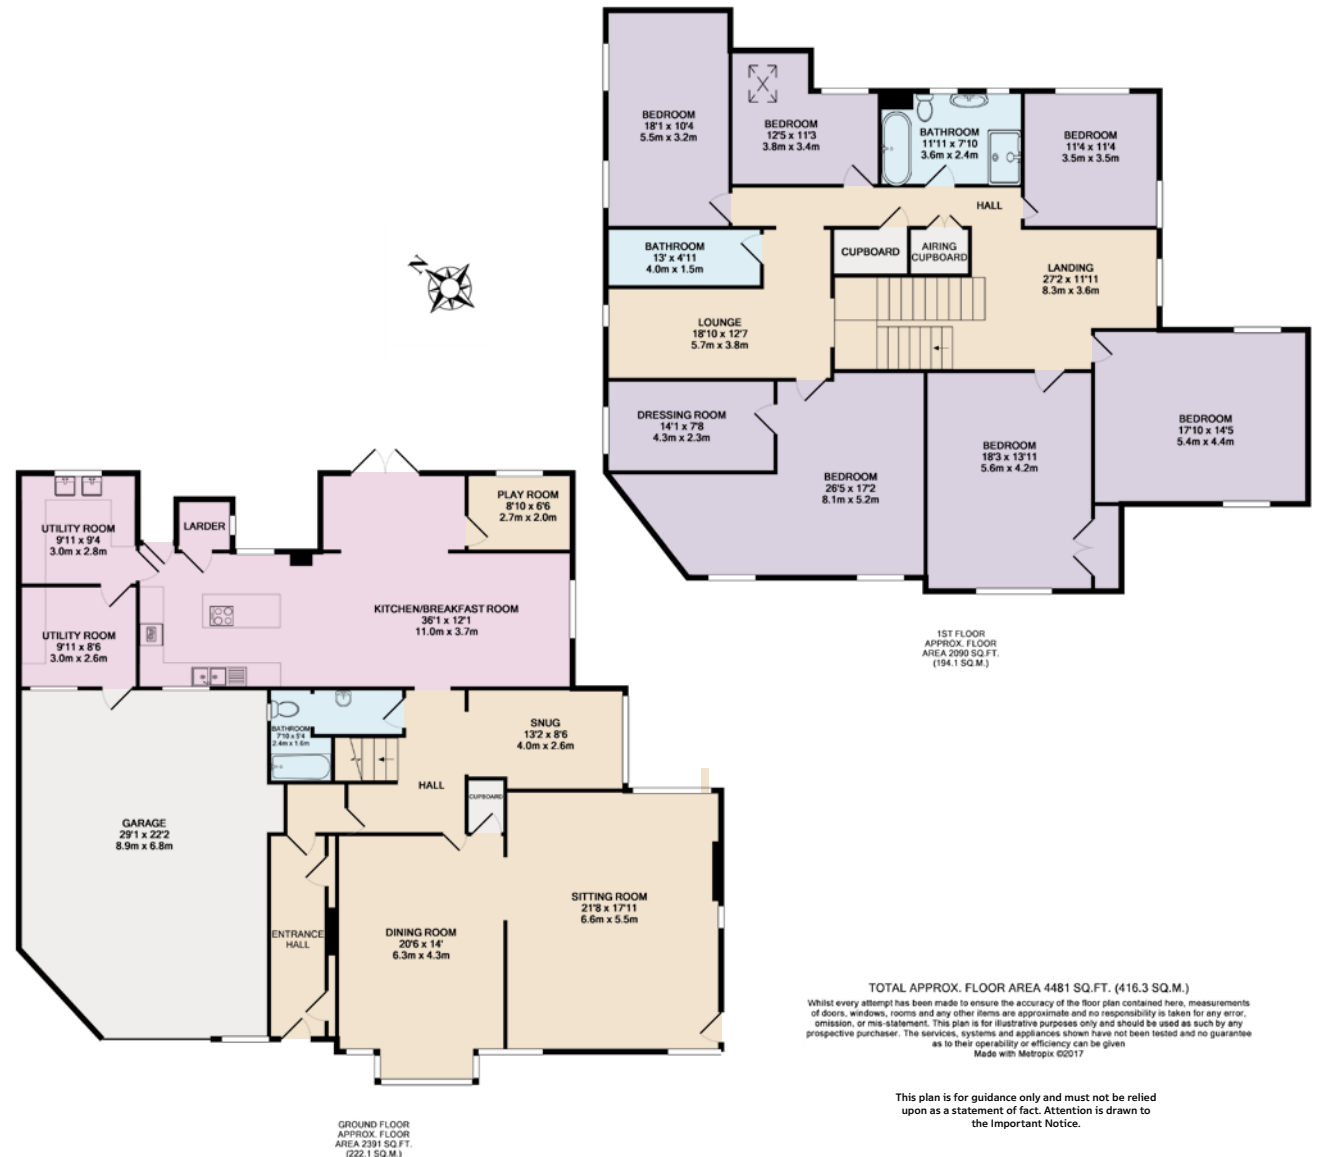 BEDROOM
18'1 x 10'4
5.5m x 3.2m
BEDROOM
12'5 x 11'3
3.8m x 3.4m
BATHROOM
11'11 x 7'10
3.6m x 2.4m
BEDROOM
11'4 x 11'4
3.5m x 3.5m
HALL
BATHROOM
13' x 4'11
4.0m x 1.5m
CUPBOARD
AIRING
CUPBOARD
LANDING
27'2 x 11'11
8.3m x 3.6m
LOUNGE
18'10 x 12'7
5.7m x 3.8m
DRESSING ROOM
14'1 x 7'8
4.3m x 2.3m
BEDROOM
26'5 x 17'2
8.1m x 5.2m
BEDROOM
18'3 x 13'11
5.6m x 4.2m
BEDROOM
17'10 x 14'5
5.4m x 4.4m
1ST FLOOR
APPROX. FLOOR
AREA 2090 SQ.FT.
(194.1 SQ.M.)
N
UTILITY ROOM
9'11 x 9'4
3.0m x 2.8m
LARDER
PLAY ROOM
8'10 x 6'6
2.7m x 2.0m
KITCHEN/BREAKFAST ROOM
36'1 x 12'1
11.0m x 3.7m
UTILITY ROOM
9'11 x 8'6
3.0m x 2.6m
BATHROOM
7'10 x 5'4
2.4m x 1.6m
SNUG
13'2 x 8'6
4.0m x 2.6m
HALL
CUPBOARD
GARAGE
29'1 x 22'2
8.9m x 6.8m
ENTRANCE
HALL
DINING ROOM
20'6 x 14'
6.3m x 4.3m
SITTING ROOM
21'8 x 17'11
6.6m x 5.5m
GROUND FLOOR
APPROX. FLOOR
AREA 2391 SQ.FT.
(222.1 SQ.M.)
TOTAL APPROX. FLOOR AREA 4481 SQ.FT. (416.3 SQ.M.)
Whilst every attempt has been made to ensure the accuracy of the floor plan contained here, measurements
of doors, windows, rooms and any other items are approximate and no responsibility is taken for any error,
omission, or mis-statement. This plan is for illustrative purposes only and should be used as such by any
prospective purchaser. The services, systems and appliances shown have not been tested and no guarantee
as to their operability or efficiency can be given
Made with Metropix ©2017
This plan is for guidance only and must not be relied
upon as a statement of fact. Attention is drawn to
the Important Notice.